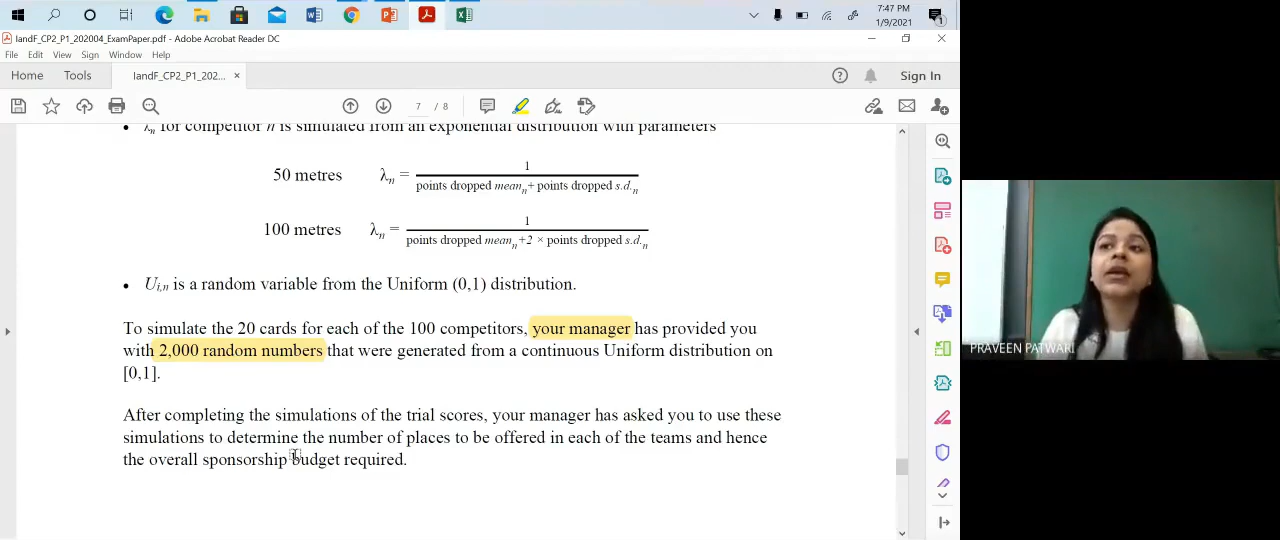 7:47 PM
1/9/2021
IandF_CP2_P1_202004_ExamPaper.pdf - Adobe Acrobat Reader DC
File Edit View Sign Window Help
Home Tools IandF_CP2_P1_202... × Sign In
7 / 8
• λn for competitor n is simulated from an exponential distribution with parameters
50 metres λn = 1 / points dropped meann + points dropped s.d.n
100 metres λn = 1 / points dropped meann +2 × points dropped s.d.n
• Ui,n is a random variable from the Uniform (0,1) distribution.
To simulate the 20 cards for each of the 100 competitors, your manager has provided you
with 2,000 random numbers that were generated from a continuous Uniform distribution on
[0,1].
After completing the simulations of the trial scores, your manager has asked you to use these
simulations to determine the number of places to be offered in each of the teams and hence
the overall sponsorship budget required.
PRAVEEN PATWARI